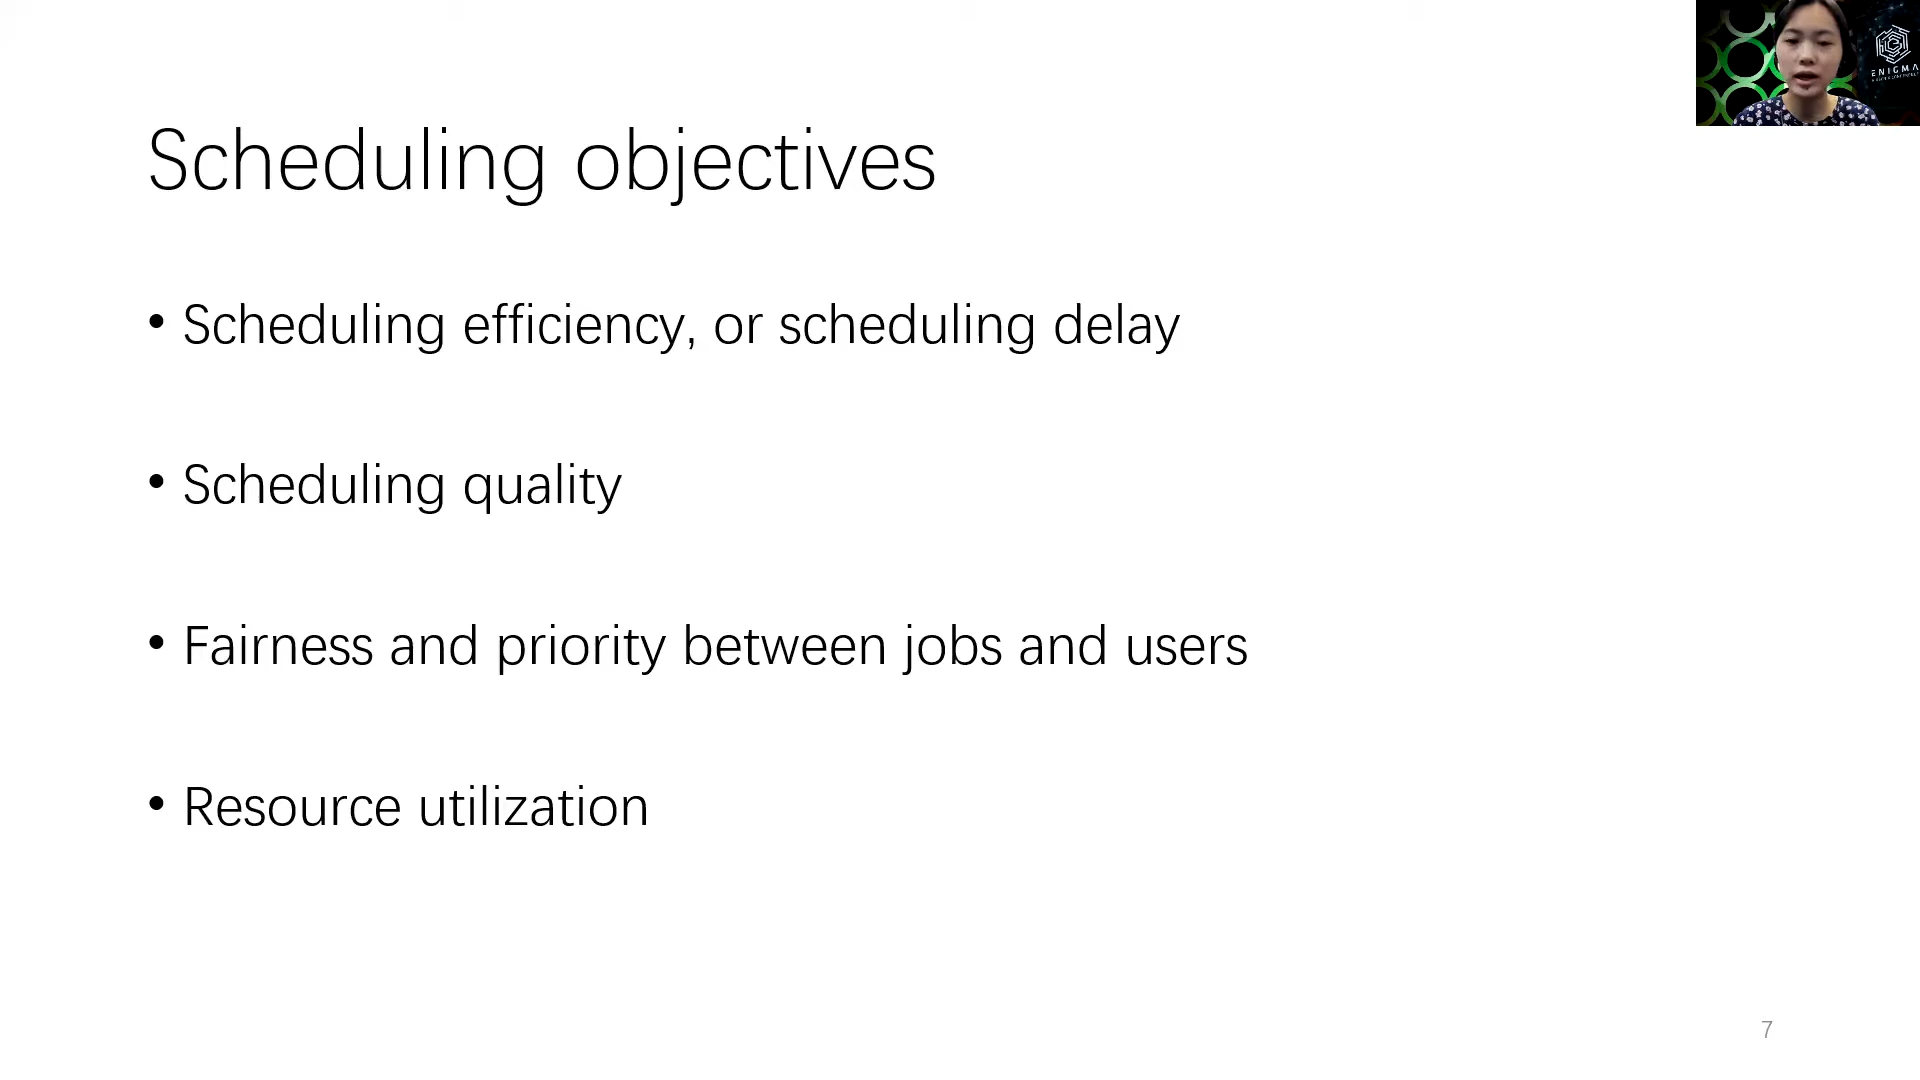 Scheduling objectives
• Scheduling efficiency, or scheduling delay
• Scheduling quality
• Fairness and priority between jobs and users
• Resource utilization
ENIGMA
7